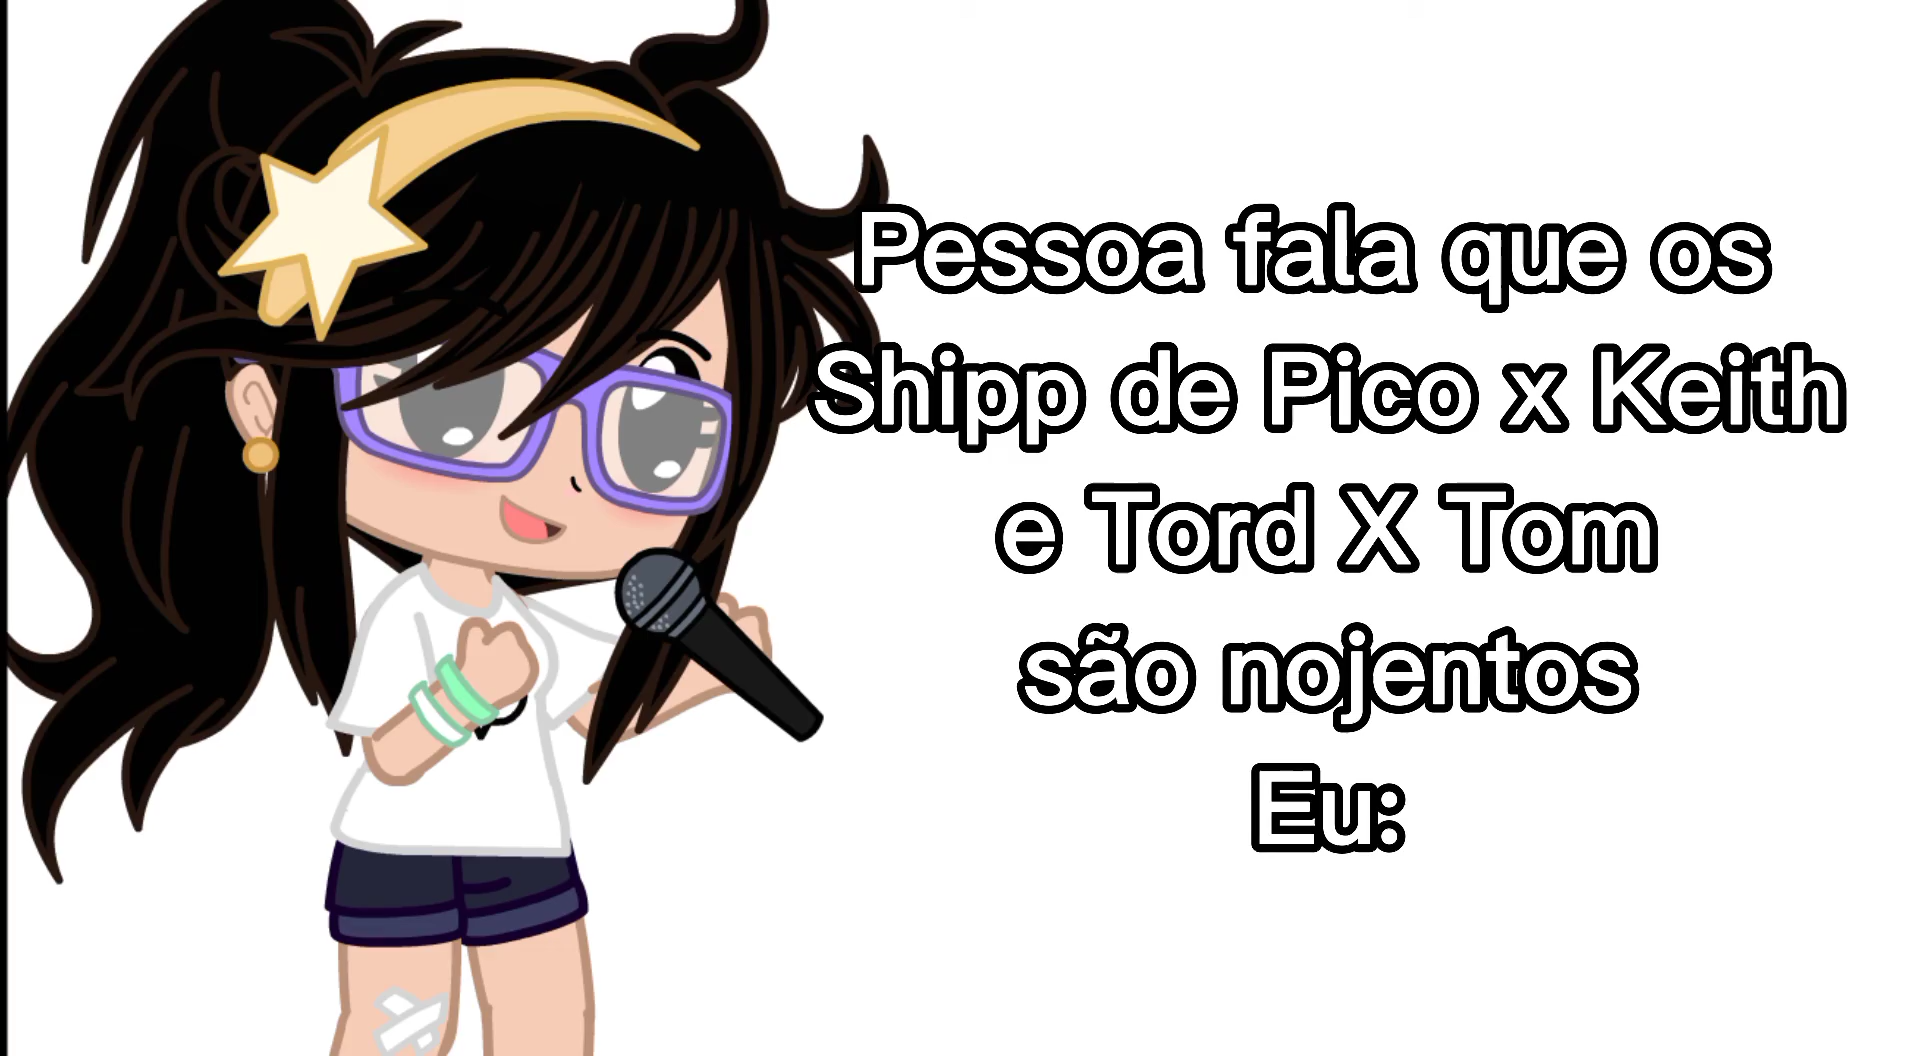 Pessoa fala que os
Shipp de Pico x Keith
e Tord X Tom
são nojentos
Eu: